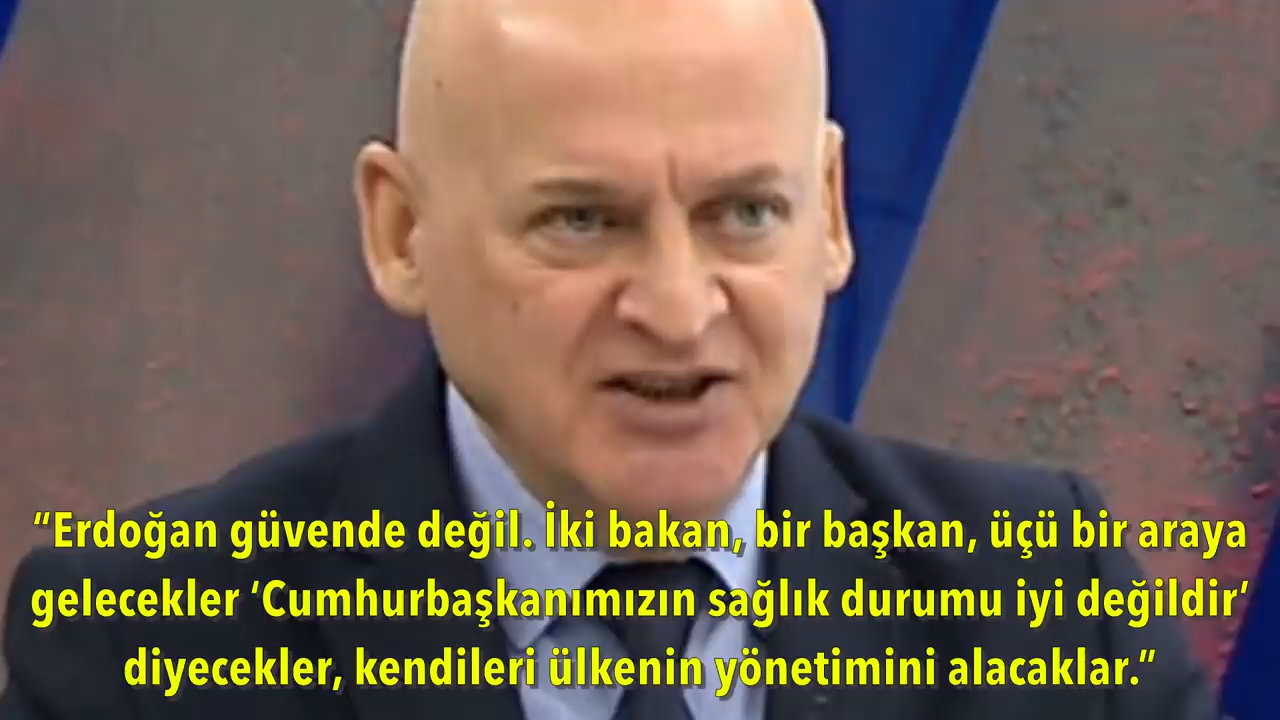 “Erdoğan güvende değil. İki bakan, bir başkan, üçü bir araya
gelecekler ‘Cumhurbaşkanımızın sağlık durumu iyi değildir’
diyecekler, kendileri ülkenin yönetimini alacaklar.”